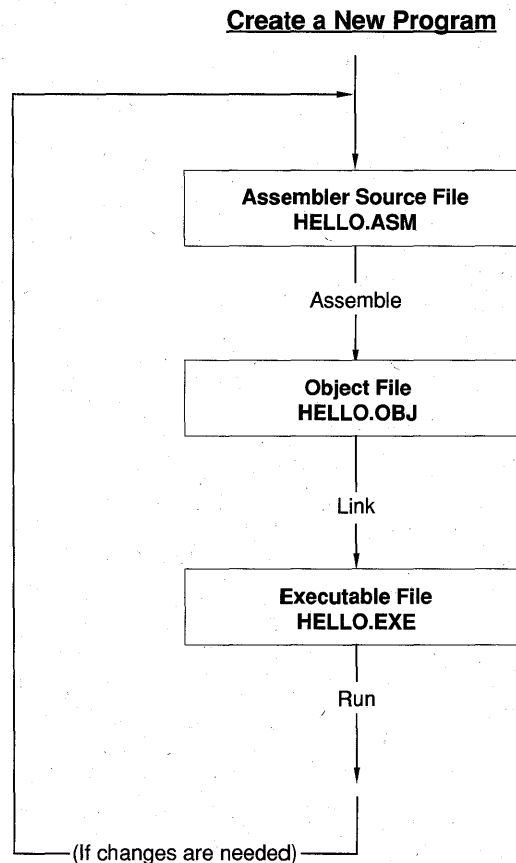 Create a New Program
Assembler Source File
HELLO.ASM
Assemble
Object File
HELLO.OBJ
Link
Executable File
HELLO.EXE
Run
(If changes are needed)